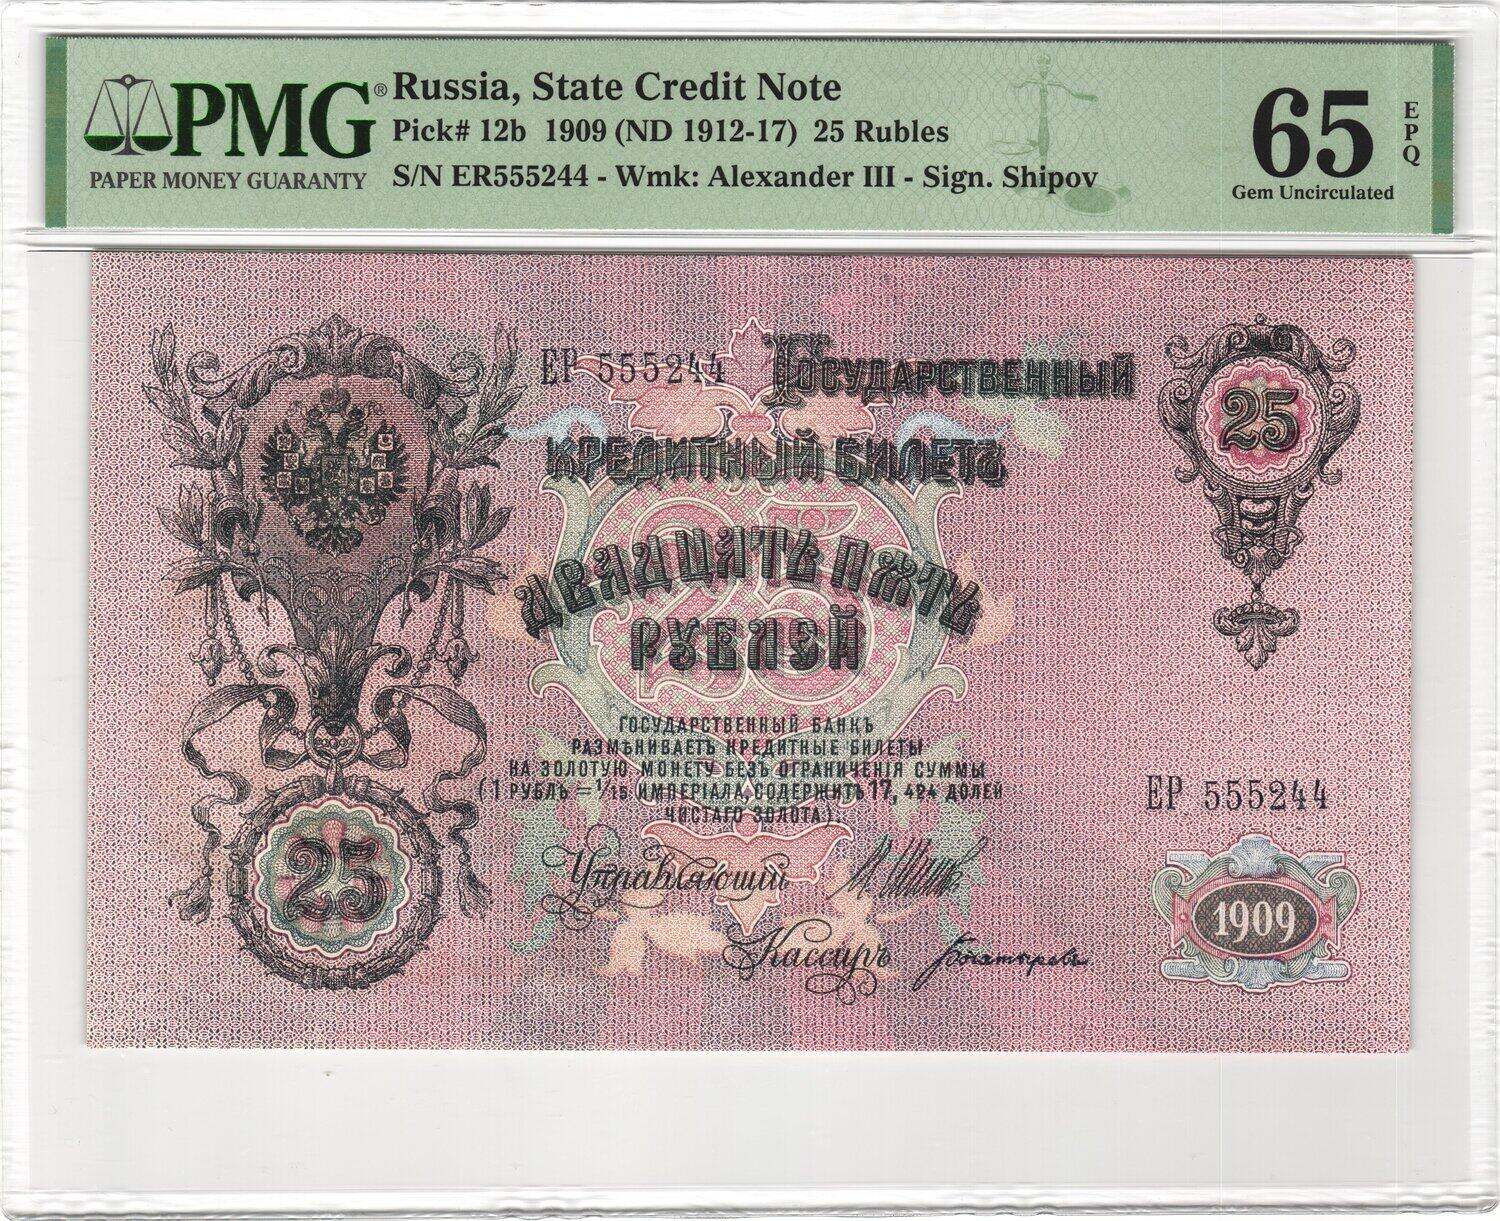 PMG®
PAPER MONEY GUARANTY
Russia, State Credit Note
Pick# 12b 1909 (ND 1912-17) 25 Rubles
S/N ER555244 - Wmk: Alexander III - Sign. Shipov
65
EPQ
Gem Uncirculated
ЕР 555244
Государственный
25
КРЕДИТНЫЙ БИЛЕТЪ
25
ДВАДЦАТЬ ПЯТЬ
РУБЛЕЙ
ГОСУДАРСТВЕННЫЙ БАНКЪ
РАЗМѢНИВАЕТЪ КРЕДИТНЫЕ БИЛЕТЫ
НА ЗОЛОТУЮ МОНЕТУ БЕЗЪ ОГРАНИЧЕНІЯ СУММЫ
(1 РУБЛЬ = 1/15 ИМПЕРІАЛА, СОДЕРЖИТЪ 17,424 ДОЛЕЙ
ЧИСТАГО ЗОЛОТА).
ЕР 555244
25
Управляющій
Кассиръ
1909